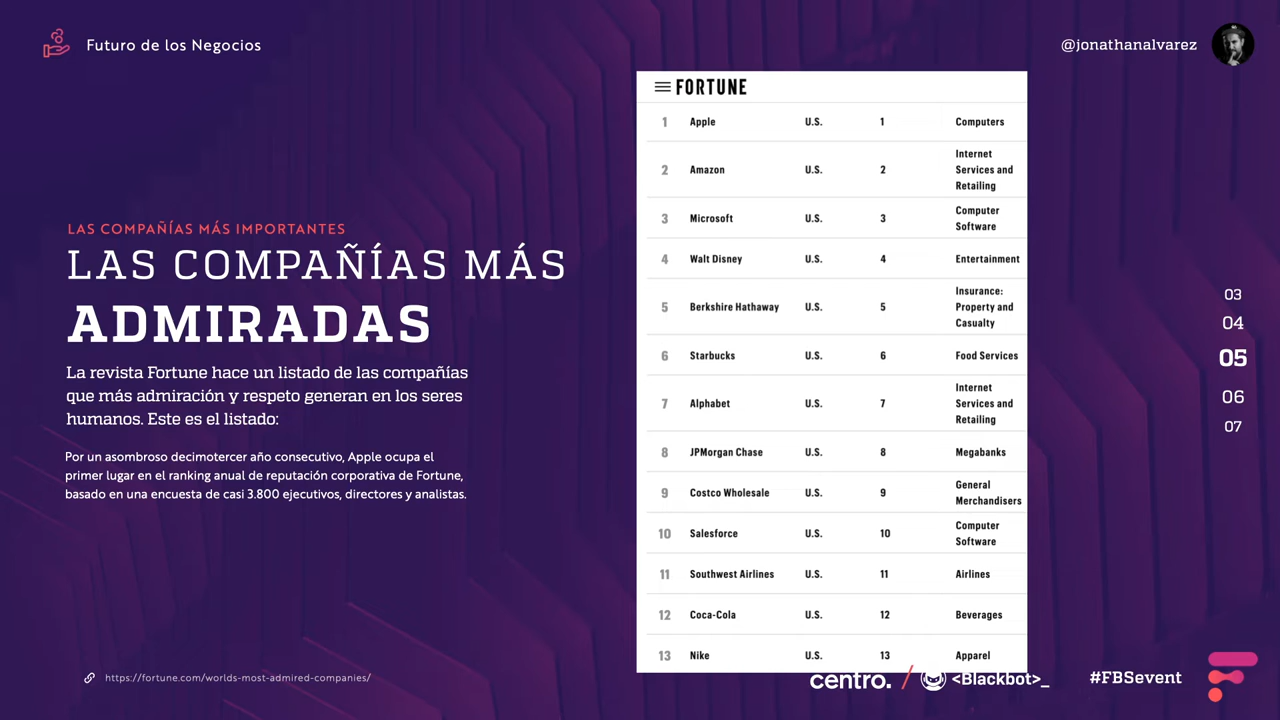 Futuro de los Negocios
@jonathanalvarez
LAS COMPAÑÍAS MÁS IMPORTANTES
LAS COMPAÑÍAS MÁS
ADMIRADAS
La revista Fortune hace un listado de las compañías
que más admiración y respeto generan en los seres
humanos. Este es el listado:
Por un asombroso decimotercer año consecutivo, Apple ocupa el
primer lugar en el ranking anual de reputación corporativa de Fortune,
basado en una encuesta de casi 3.800 ejecutivos, directores y analistas.
https://fortune.com/worlds-most-admired-companies/
FORTUNE
1 Apple U.S. 1 Computers
2 Amazon U.S. 2 Internet
Services and
Retailing
3 Microsoft U.S. 3 Computer
Software
4 Walt Disney U.S. 4 Entertainment
5 Berkshire Hathaway U.S. 5 Insurance:
Property and
Casualty
6 Starbucks U.S. 6 Food Services
7 Alphabet U.S. 7 Internet
Services and
Retailing
8 JPMorgan Chase U.S. 8 Megabanks
9 Costco Wholesale U.S. 9 General
Merchandisers
10 Salesforce U.S. 10 Computer
Software
11 Southwest Airlines U.S. 11 Airlines
12 Coca-Cola U.S. 12 Beverages
13 Nike U.S. 13 Apparel
03
04
05
06
07
centro. / <Blackbot>_
#FBSevent